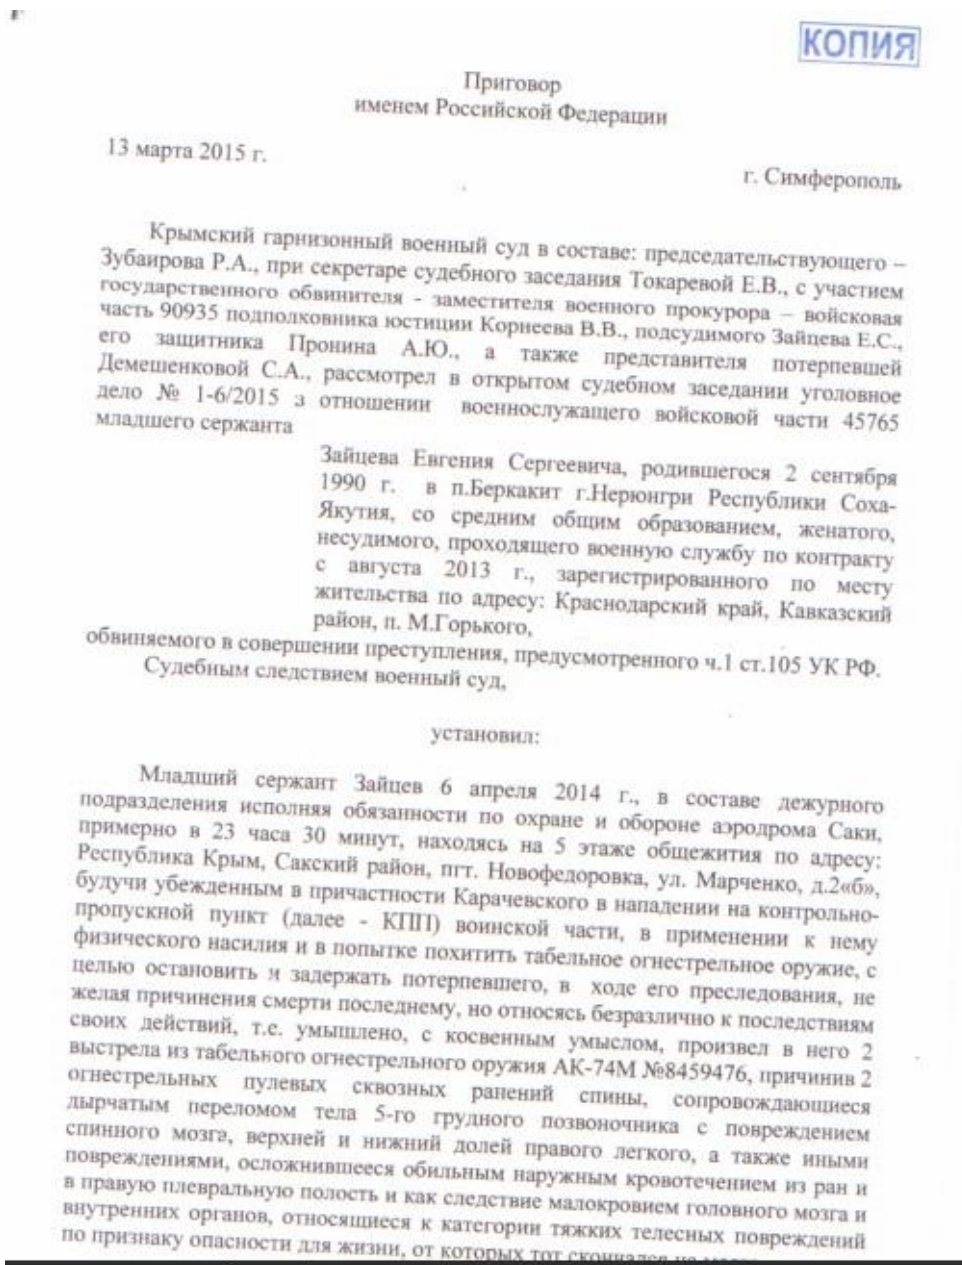 КОПИЯ
Приговор
именем Российской Федерации
13 марта 2015 г.
г. Симферополь
Крымский гарнизонный военный суд в составе: председательствующего –
Зубаирова Р.А., при секретаре судебного заседания Токаревой Е.В., с участием
государственного обвинителя - заместителя военного прокурора – войсковая
часть 90935 подполковника юстиции Корнеева В.В., подсудимого Зайцева Е.С.,
его защитника Пронина А.Ю., а также представителя потерпевшей
Демешенковой С.А., рассмотрел в открытом судебном заседании уголовное
дело № 1-6/2015 з отношении военнослужащего войсковой части 45765
младшего сержанта
Зайцева Евгения Сергеевича, родившегося 2 сентября
1990 г. в п.Беркакит г.Нерюнгри Республики Соха-
Якутия, со средним общим образованием, женатого,
несудимого, проходящего военную службу по контракту
с августа 2013 г., зарегистрированного по месту
жительства по адресу: Краснодарский край, Кавказский
район, п. М.Горького,
обвиняемого в совершении преступления, предусмотренного ч.1 ст.105 УК РФ.
Судебным следствием военный суд,
установил:
Младший сержант Зайцев 6 апреля 2014 г., в составе дежурного
подразделения исполняя обязанности по охране и обороне аэродрома Саки,
примерно в 23 часа 30 минут, находясь на 5 этаже общежития по адресу:
Республика Крым, Сакский район, пгт. Новофедоровка, ул. Марченко, д.2«б»,
будучи убежденным в причастности Карачевского в нападении на контрольно-
пропускной пункт (далее - КПП) воинской части, в применении к нему
физического насилия и в попытке похитить табельное огнестрельное оружие, с
целью остановить и задержать потерпевшего, в ходе его преследования, не
желая причинения смерти последнему, но относясь безразлично к последствиям
своих действий, т.е. умышлено, с косвенным умыслом, произвел в него 2
выстрела из табельного огнестрельного оружия АК-74М №8459476, причинив 2
огнестрельных пулевых сквозных ранений спины, сопровождающиеся
дырчатым переломом тела 5-го грудного позвоночника с повреждением
спинного мозга, верхней и нижний долей правого легкого, а также иными
повреждениями, осложнившееся обильным наружным кровотечением из ран и
в правую плевральную полость и как следствие малокровием головного мозга и
внутренних органов, относящиеся к категории тяжких телесных повреждений
по признаку опасности для жизни, от которых тот скончался на